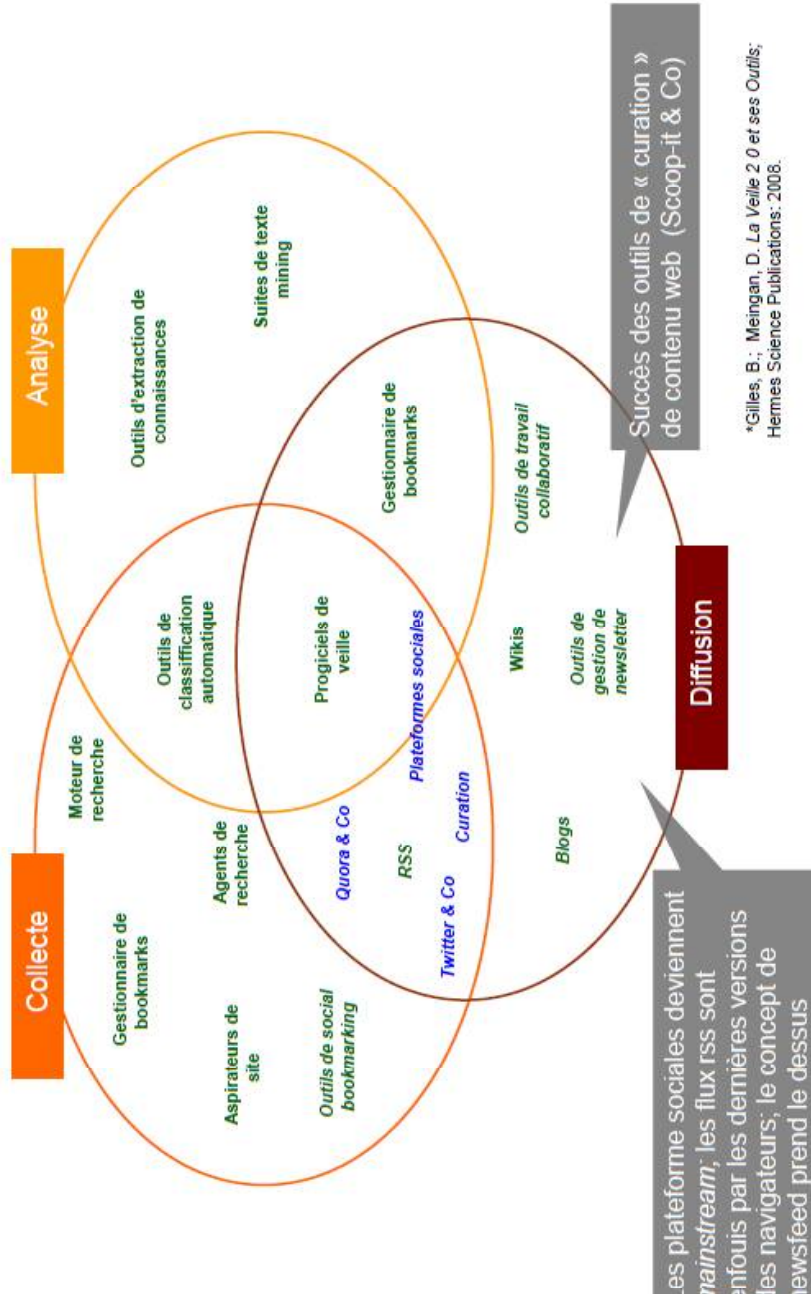 Collecte
Analyse
Moteur de
recherche
Gestionnaire de
bookmarks
Outils d'extraction de
connaissances
Outils de
classiffication
automatique
Agents de
recherche
Aspirateurs de
site
Suites de texte
mining
Outils de social
bookmarking
Quora & Co
Progiciels de
veille
Gestionnaire de
bookmarks
RSS
Plateformes sociales
Twitter & Co
Curation
Wikis
Outils de travail
collaboratif
Blogs
Outils de
gestion de
newsletter
Diffusion
Succès des outils de « curation »
de contenu web (Scoop-it & Co)
Les plateforme sociales deviennent
mainstream; les flux rss sont
enfouis par les dernières versions
les navigateurs; le concept de
newsfeed prend le dessus
*Gilles, B.; Meingan, D. La Veille 2 0 et ses Outils;
Hermes Science Publications: 2008.